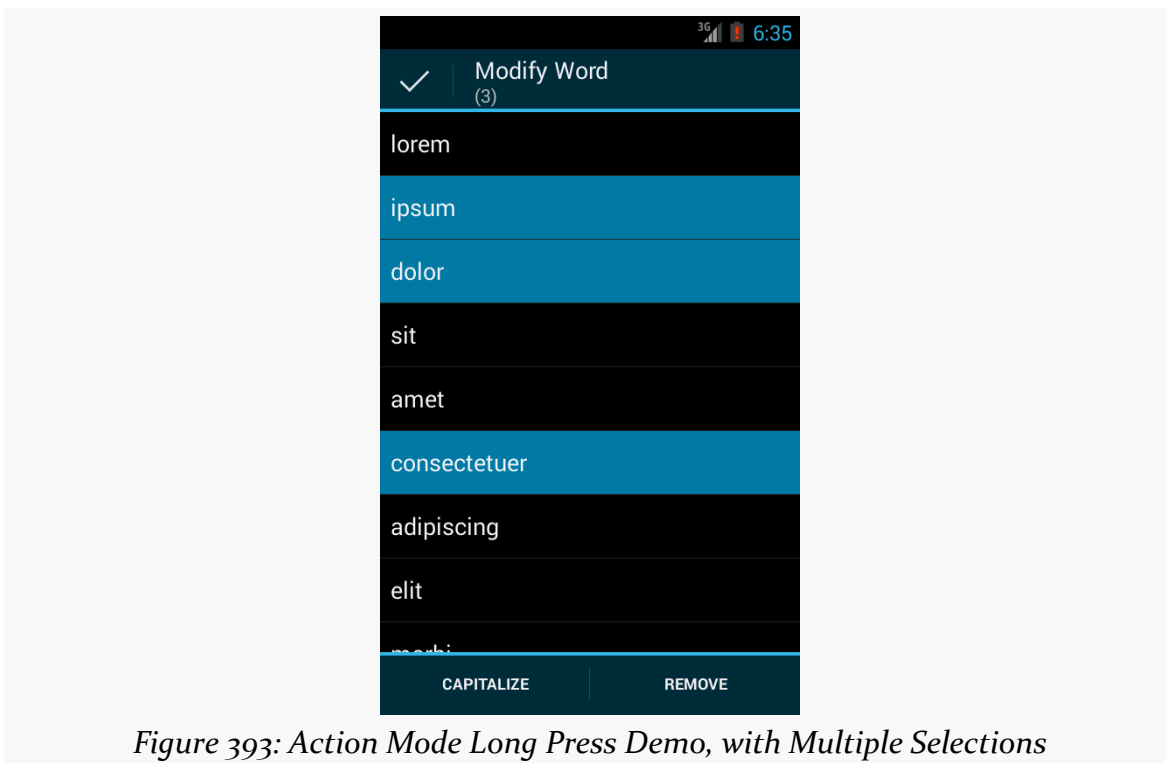 3G 6:35
Modify Word
(3)
lorem
ipsum
dolor
sit
amet
consectetuer
adipiscing
elit
morbi
CAPITALIZE REMOVE
Figure 393: Action Mode Long Press Demo, with Multiple Selections